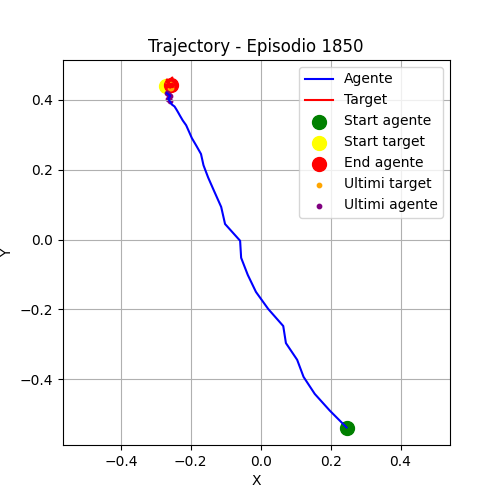 Trajectory - Episodio 1850
Agente
Target
Start agente
Start target
End agente
Ultimi target
Ultimi agente
0.4
0.2
0.0
−0.2
−0.4
Y
−0.4
−0.2
0.0
0.2
0.4
X